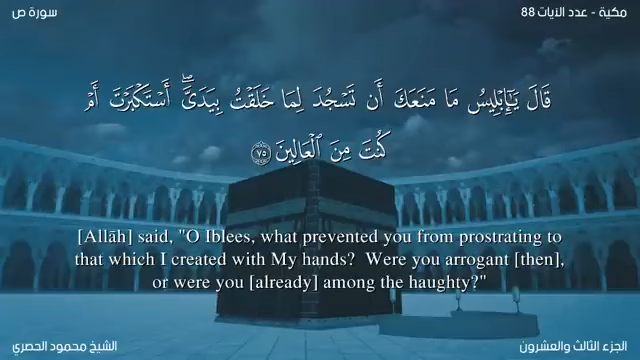 سورة ص
مكية - عدد الآيات 88
قَالَ يَٰٓإِبْلِيسُ مَا مَنَعَكَ أَن تَسْجُدَ لِمَا خَلَقْتُ بِيَدَىَّ ۖ أَسْتَكْبَرْتَ أَمْ
كُنتَ مِنَ ٱلْعَالِينَ ٧٥
[Allāh] said, "O Iblees, what prevented you from prostrating to
that which I created with My hands?  Were you arrogant [then],
or were you [already] among the haughty?"
الجزء الثالث والعشرون
الشيخ محمود الحصري